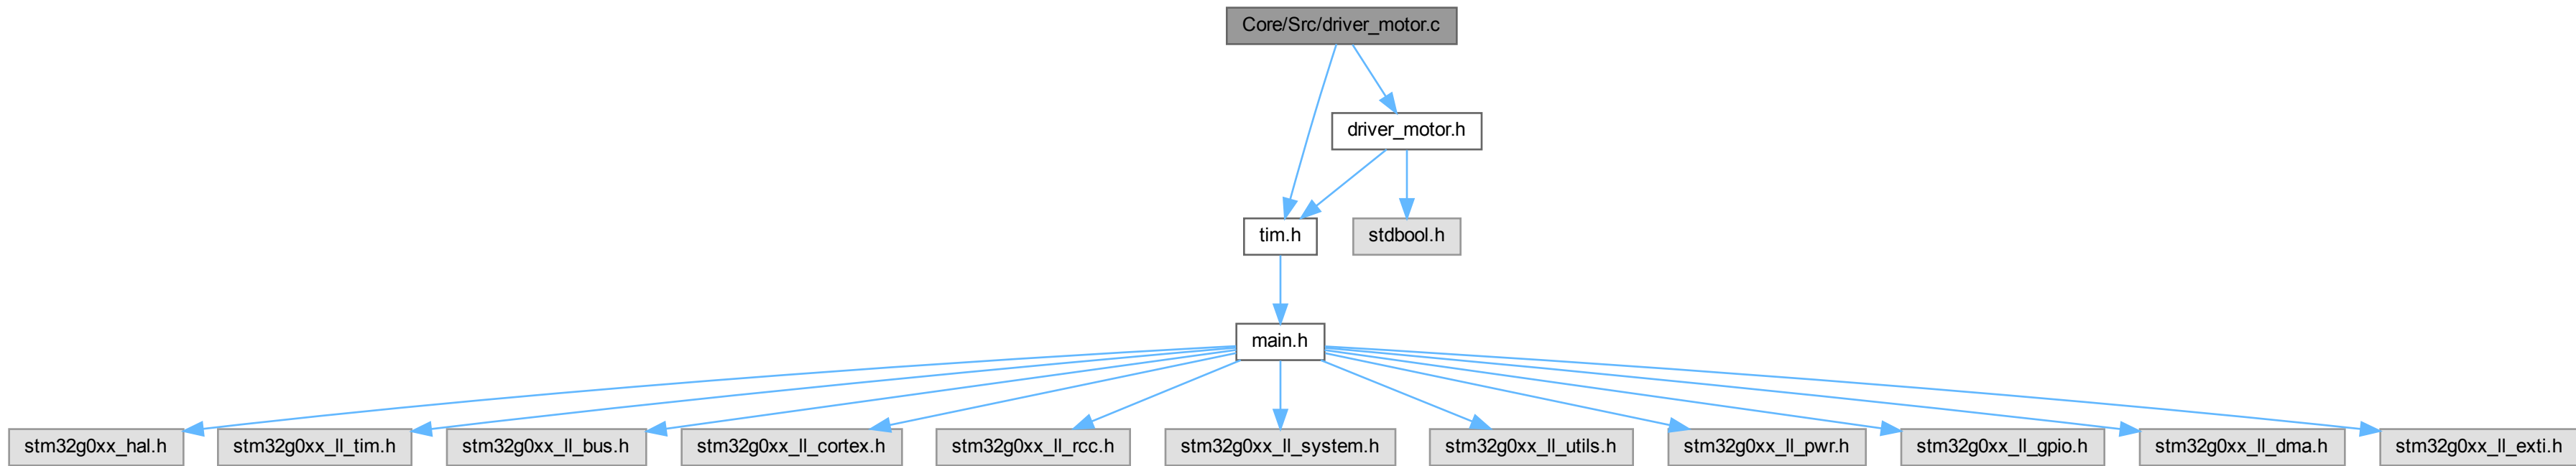 Core/Src/driver_motor.c
driver_motor.h
tim.h
stdbool.h
main.h
stm32g0xx_hal.h
stm32g0xx_ll_tim.h
stm32g0xx_ll_bus.h
stm32g0xx_ll_cortex.h
stm32g0xx_ll_rcc.h
stm32g0xx_ll_system.h
stm32g0xx_ll_utils.h
stm32g0xx_ll_pwr.h
stm32g0xx_ll_gpio.h
stm32g0xx_ll_dma.h
stm32g0xx_ll_exti.h